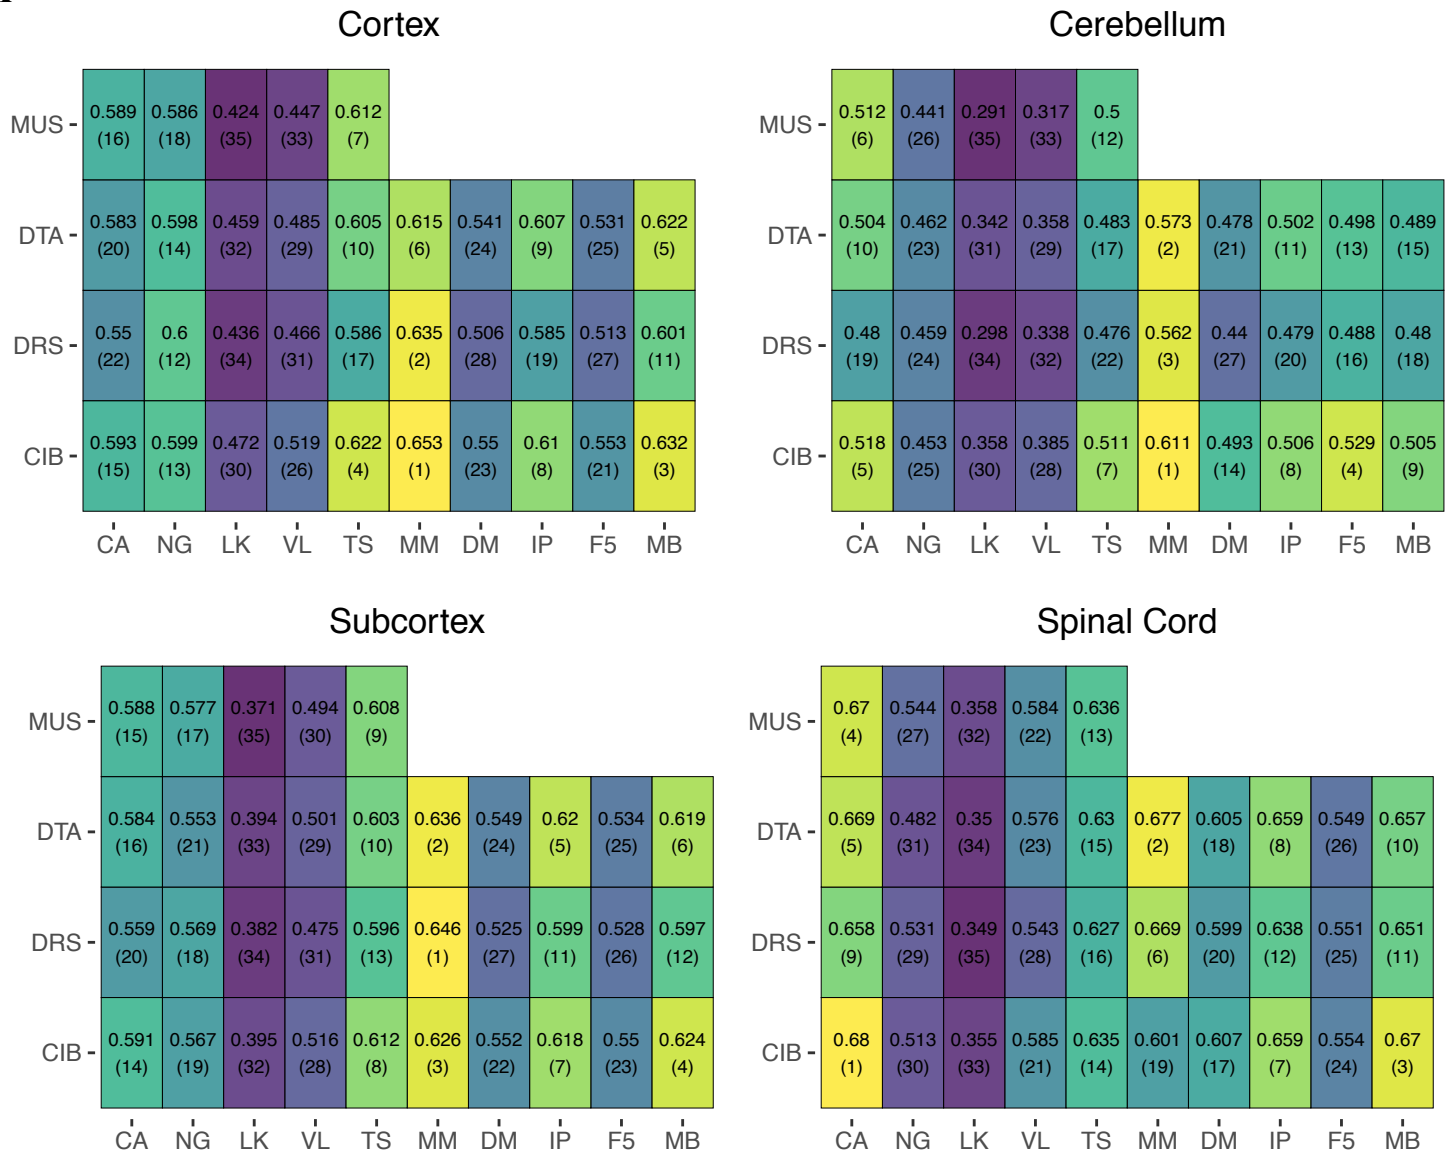 Cortex
MUS 0.589 0.586 0.424 0.447 0.612
(16) (18) (35) (33) (7)
DTA 0.583 0.598 0.459 0.485 0.605 0.615 0.541 0.607 0.531 0.622
(20) (14) (32) (29) (10) (6) (24) (9) (25) (5)
DRS 0.55 0.6 0.436 0.466 0.586 0.635 0.506 0.585 0.513 0.601
(22) (12) (34) (31) (17) (2) (28) (19) (27) (11)
CIB 0.593 0.599 0.472 0.519 0.622 0.653 0.55 0.61 0.553 0.632
(15) (13) (30) (26) (4) (1) (23) (8) (21) (3)
CA NG LK VL TS MM DM IP F5 MB
Cerebellum
MUS 0.512 0.441 0.291 0.317 0.5
(6) (26) (35) (33) (12)
DTA 0.504 0.462 0.342 0.358 0.483 0.573 0.478 0.502 0.498 0.489
(10) (23) (31) (29) (17) (2) (21) (11) (13) (15)
DRS 0.48 0.459 0.298 0.338 0.476 0.562 0.44 0.479 0.488 0.48
(19) (24) (34) (32) (22) (3) (27) (20) (16) (18)
CIB 0.518 0.453 0.358 0.385 0.511 0.611 0.493 0.506 0.529 0.505
(5) (25) (30) (28) (7) (1) (14) (8) (4) (9)
CA NG LK VL TS MM DM IP F5 MB
Subcortex
MUS 0.588 0.577 0.371 0.494 0.608
(15) (17) (35) (30) (9)
DTA 0.584 0.553 0.394 0.501 0.603 0.636 0.549 0.62 0.534 0.619
(16) (21) (33) (29) (10) (2) (24) (5) (25) (6)
DRS 0.559 0.569 0.382 0.475 0.596 0.646 0.525 0.599 0.528 0.597
(20) (18) (34) (31) (13) (1) (27) (11) (26) (12)
CIB 0.591 0.567 0.395 0.516 0.612 0.626 0.552 0.618 0.55 0.624
(14) (19) (32) (28) (8) (3) (22) (7) (23) (4)
CA NG LK VL TS MM DM IP F5 MB
Spinal Cord
MUS 0.67 0.544 0.358 0.584 0.636
(4) (27) (32) (22) (13)
DTA 0.669 0.482 0.35 0.576 0.63 0.677 0.605 0.659 0.549 0.657
(5) (31) (34) (23) (15) (2) (18) (8) (26) (10)
DRS 0.658 0.531 0.349 0.543 0.627 0.669 0.599 0.638 0.551 0.651
(9) (29) (35) (28) (16) (6) (20) (12) (25) (11)
CIB 0.68 0.513 0.355 0.585 0.635 0.601 0.607 0.659 0.554 0.67
(1) (30) (33) (21) (14) (19) (17) (7) (24) (3)
CA NG LK VL TS MM DM IP F5 MB